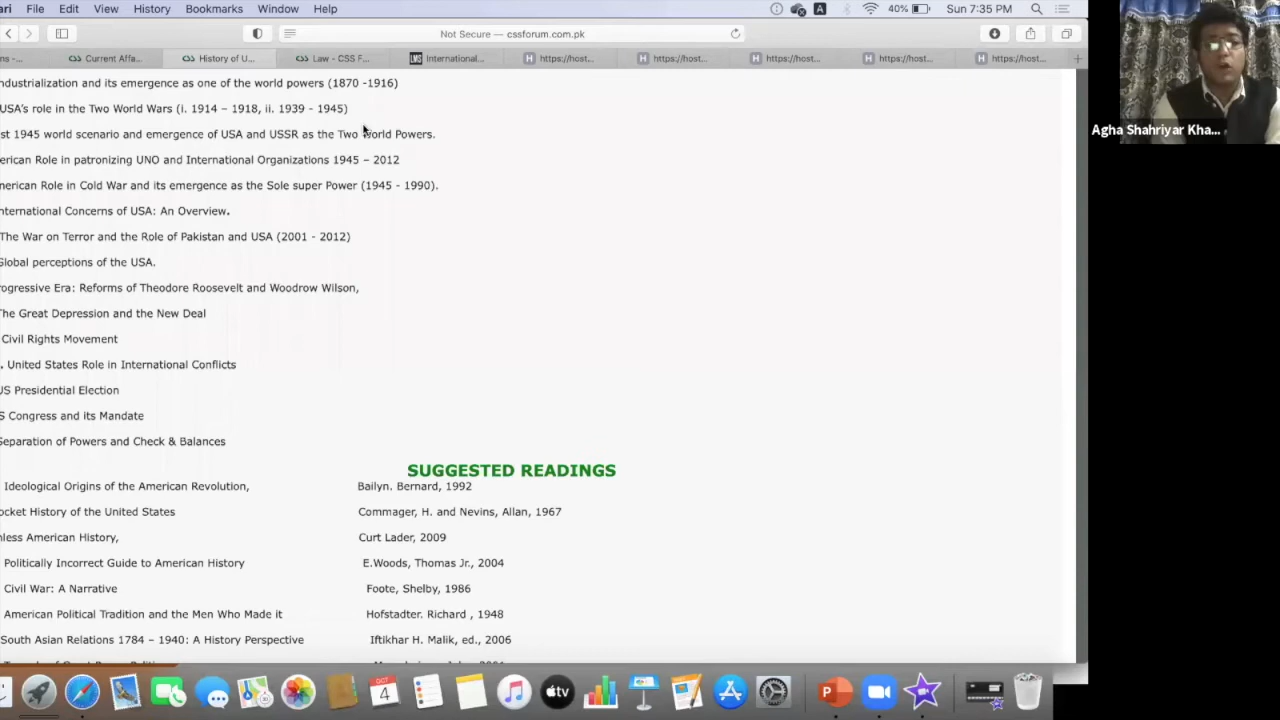 ari File Edit View History Bookmarks Window Help 40% Sun 7:35 PM
Not Secure — cssforum.com.pk
ns -... Current Affa... History of U... Law - CSS F... LMS International... H https://host... H https://host... H https://host... H https://host... H https://host...
ndustrialization and its emergence as one of the world powers (1870 -1916)
USA's role in the Two World Wars (i. 1914 – 1918, ii. 1939 - 1945)
st 1945 world scenario and emergence of USA and USSR as the Two World Powers.
erican Role in patronizing UNO and International Organizations 1945 – 2012
merican Role in Cold War and its emergence as the Sole super Power (1945 - 1990).
nternational Concerns of USA: An Overview.
The War on Terror and the Role of Pakistan and USA (2001 - 2012)
Global perceptions of the USA.
rogressive Era: Reforms of Theodore Roosevelt and Woodrow Wilson,
The Great Depression and the New Deal
Civil Rights Movement
. United States Role in International Conflicts
US Presidential Election
S Congress and its Mandate
Separation of Powers and Check & Balances
SUGGESTED READINGS
Ideological Origins of the American Revolution, Bailyn. Bernard, 1992
ocket History of the United States Commager, H. and Nevins, Allan, 1967
nless American History, Curt Lader, 2009
Politically Incorrect Guide to American History E.Woods, Thomas Jr., 2004
Civil War: A Narrative Foote, Shelby, 1986
American Political Tradition and the Men Who Made it Hofstadter. Richard , 1948
South Asian Relations 1784 – 1940: A History Perspective Iftikhar H. Malik, ed., 2006
Agha Shahriyar Kha...
OCT
4
tv